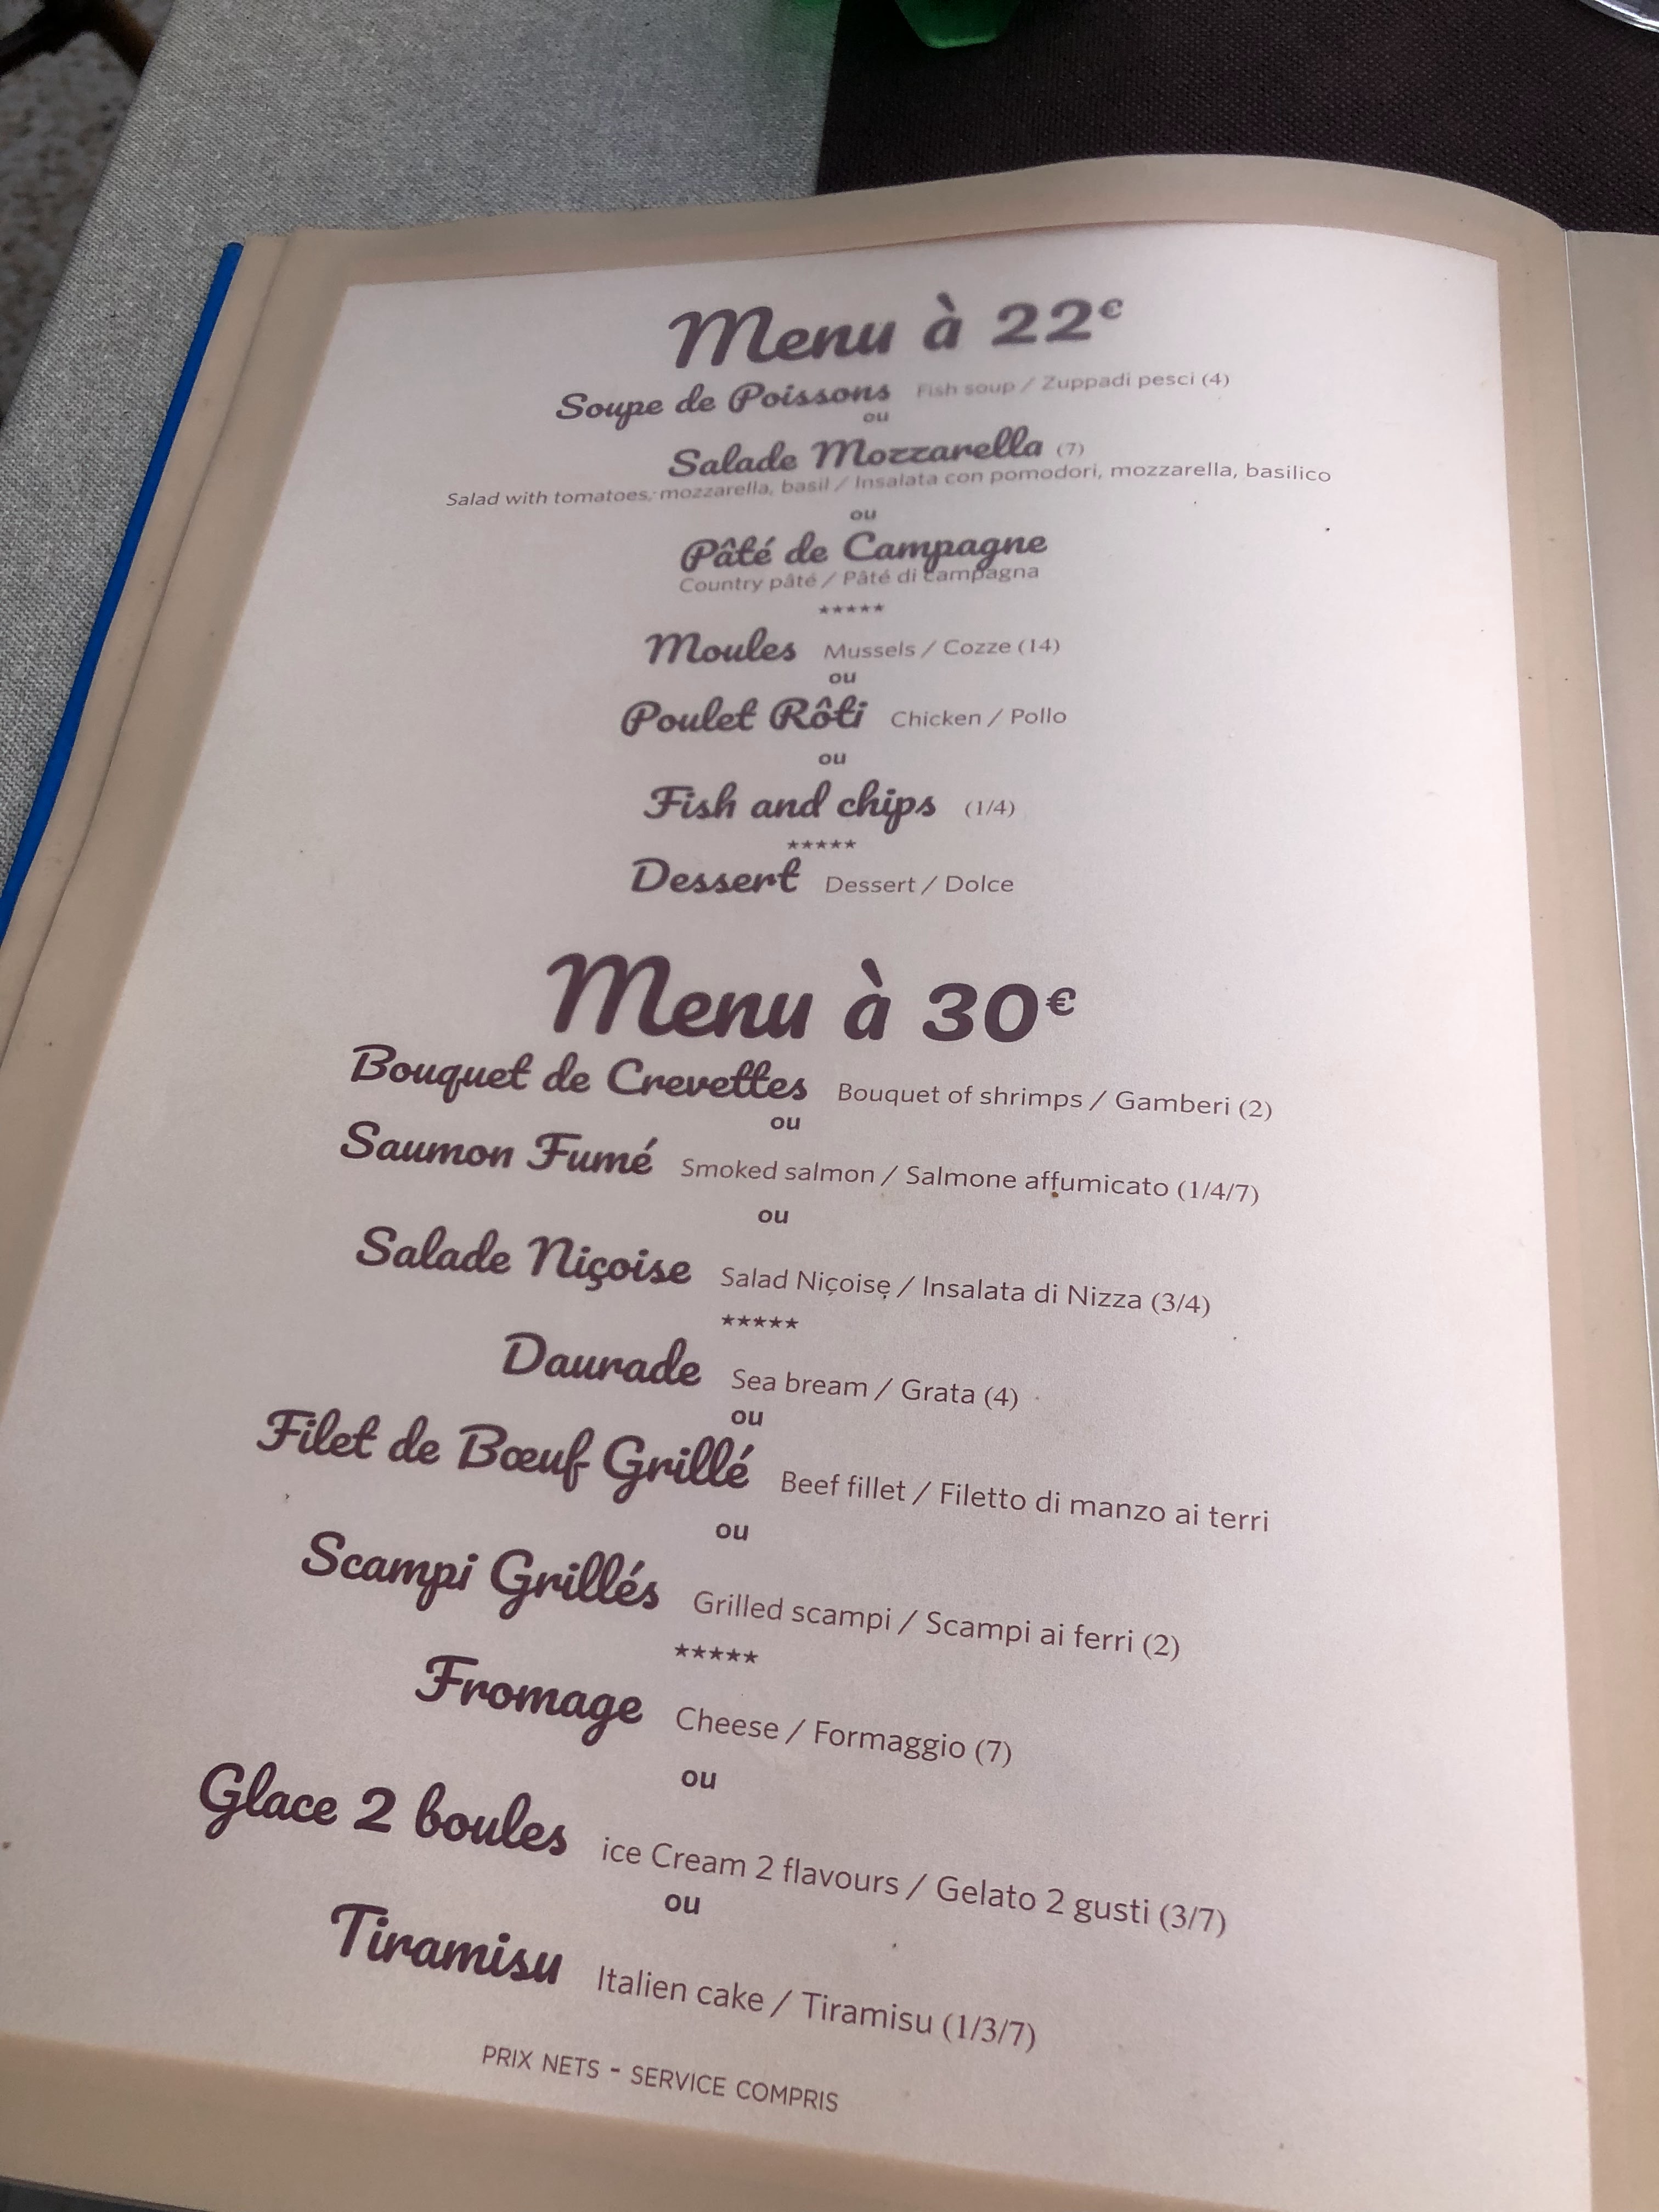 Menu à 22€
Soupe de Poissons Fish soup / Zuppadi pesci (4)
ou
Salade Mozzarella (7)
Salad with tomatoes, mozzarella, basil / Insalata con pomodori, mozzarella, basilico
ou
Pâté de Campagne
Country pâté / Pâté di campagna
*****
Moules Mussels / Cozze (14)
ou
Poulet Rôti Chicken / Pollo
ou
Fish and chips (1/4)
*****
Dessert Dessert / Dolce
Menu à 30€
Bouquet de Crevettes Bouquet of shrimps / Gamberi (2)
ou
Saumon Fumé Smoked salmon / Salmone affumicato (1/4/7)
ou
Salade Niçoise Salad Niçoise / Insalata di Nizza (3/4)
*****
Daurade Sea bream / Grata (4)
ou
Filet de Bœuf Grillé Beef fillet / Filetto di manzo ai terri
ou
Scampi Grillés Grilled scampi / Scampi ai ferri (2)
*****
Fromage Cheese / Formaggio (7)
ou
Glace 2 boules ice Cream 2 flavours / Gelato 2 gusti (3/7)
ou
Tiramisu Italien cake / Tiramisu (1/3/7)
PRIX NETS - SERVICE COMPRIS